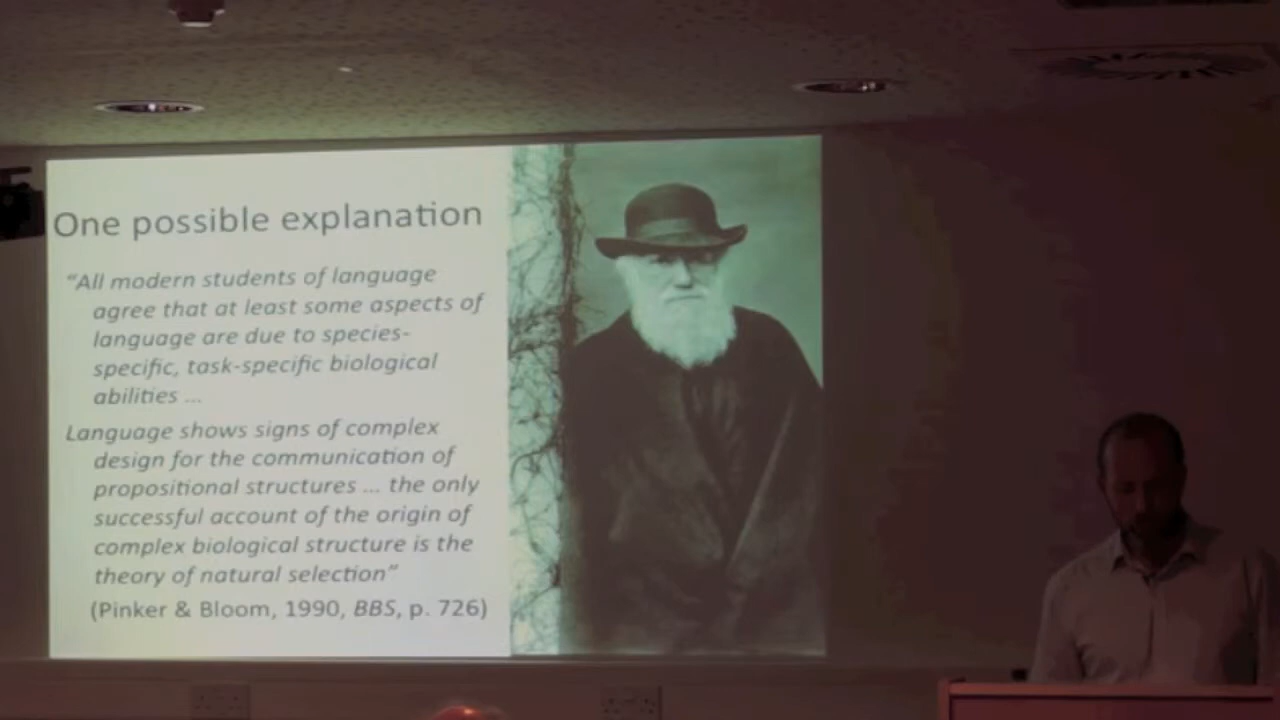 One possible explanation
“All modern students of language
agree that at least some aspects of
language are due to species-
specific, task-specific biological
abilities ...
Language shows signs of complex
design for the communication of
propositional structures ... the only
successful account of the origin of
complex biological structure is the
theory of natural selection”
(Pinker & Bloom, 1990, BBS, p. 726)